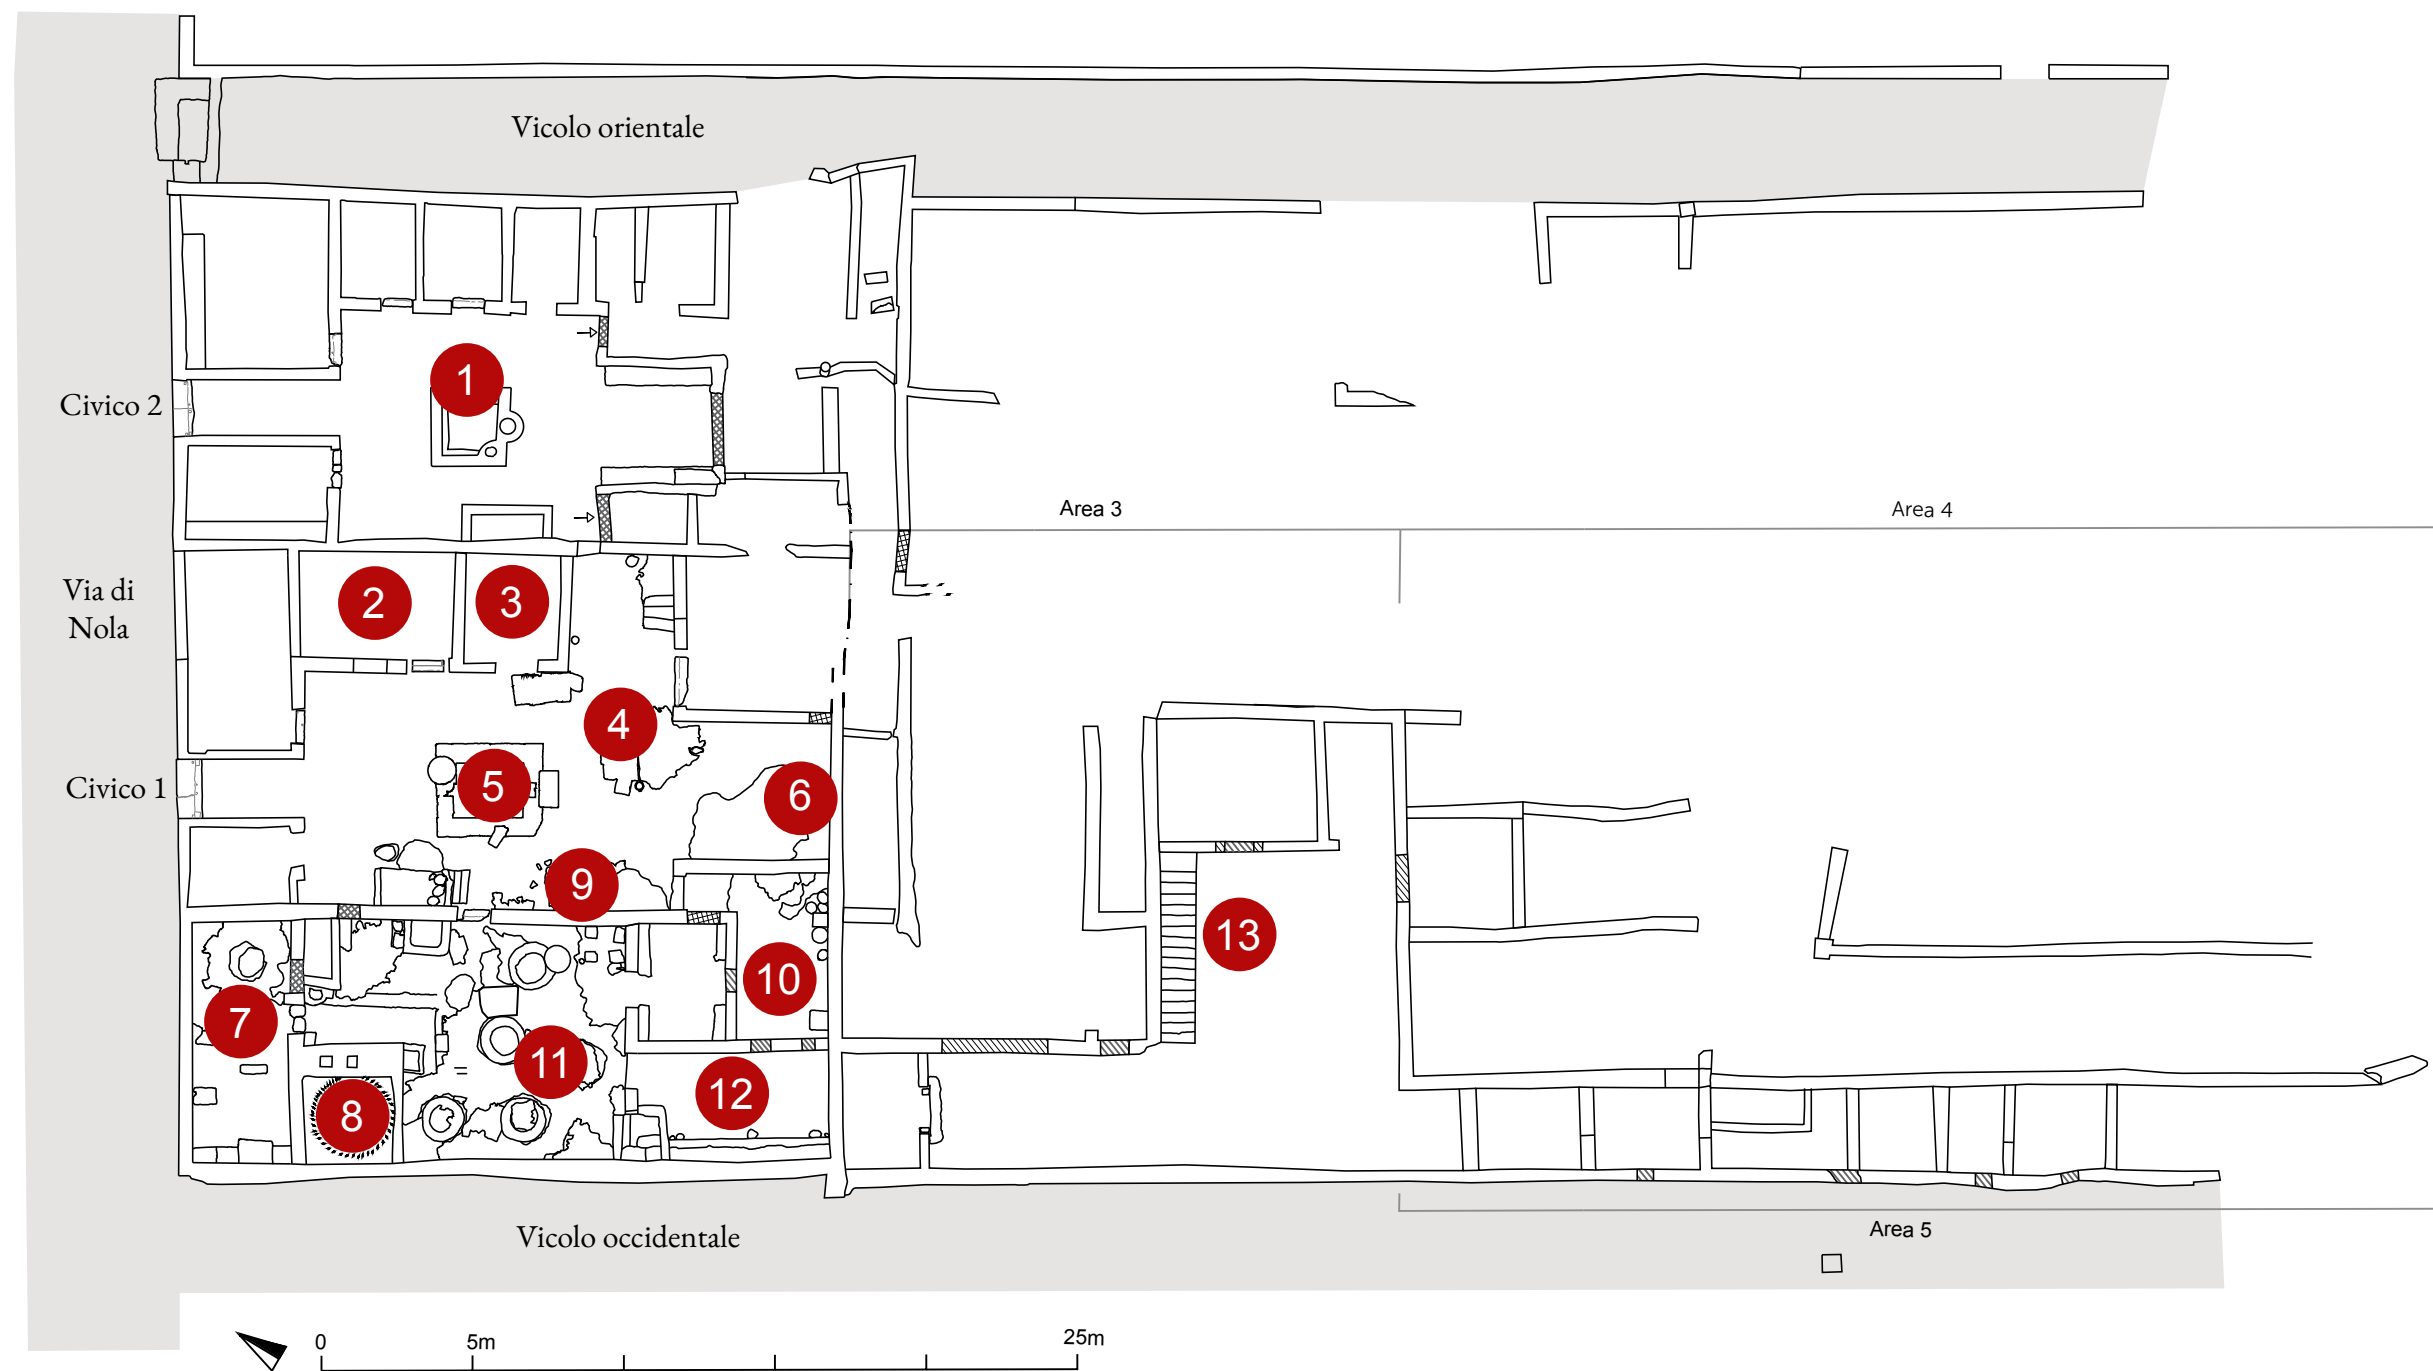 Vicolo orientale
1
Civico 2
Area 3
Area 4
2
3
Via di
Nola
4
5
6
Civico 1
9
13
10
7
11
12
8
Area 5
Vicolo occidentale
0
5m
25m